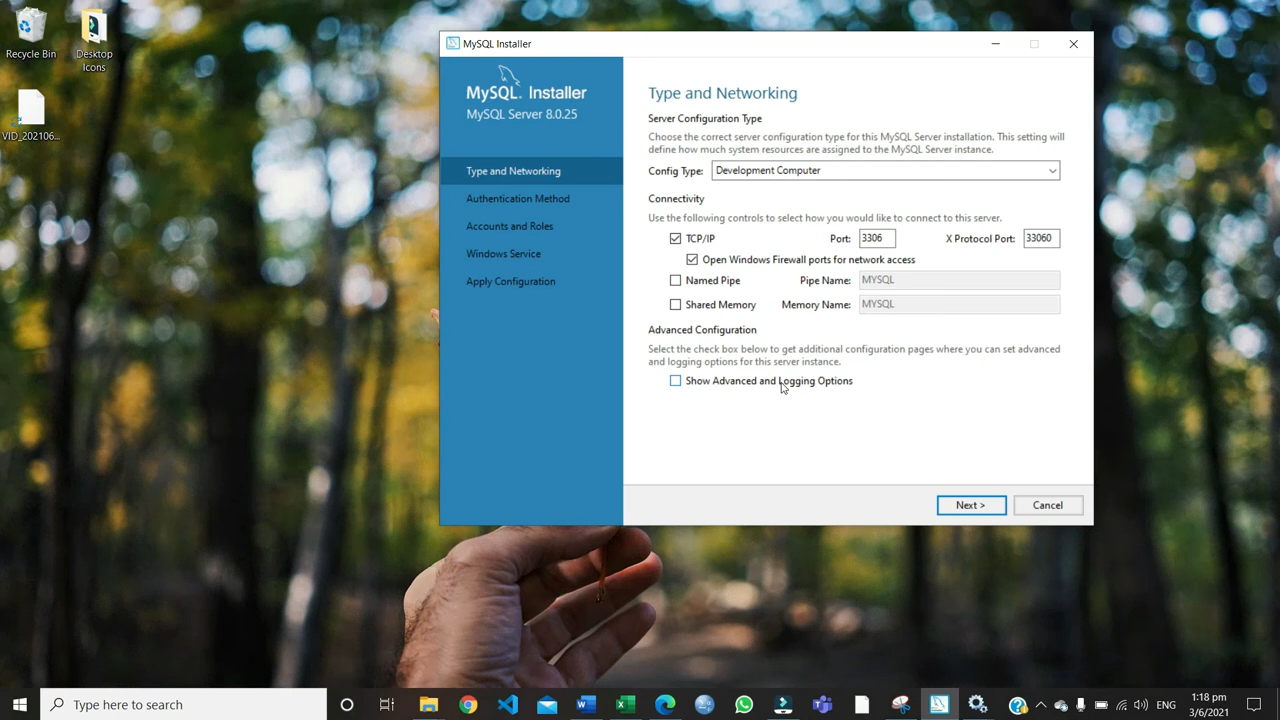 Recycle Bin
Desktop
Icons
VID_202106...
MySQL Installer
MySQL. Installer
MySQL Server 8.0.25
Type and Networking
Authentication Method
Accounts and Roles
Windows Service
Apply Configuration
Type and Networking
Server Configuration Type
Choose the correct server configuration type for this MySQL Server installation. This setting will
define how much system resources are assigned to the MySQL Server instance.
Config Type: Development Computer
Connectivity
Use the following controls to select how you would like to connect to this server.
TCP/IP Port: 3306 X Protocol Port: 33060
Open Windows Firewall ports for network access
Named Pipe Pipe Name: MYSQL
Shared Memory Memory Name: MYSQL
Advanced Configuration
Select the check box below to get additional configuration pages where you can set advanced
and logging options for this server instance.
Show Advanced and Logging Options
Next > Cancel
Type here to search
ENG
1:18 pm
3/6/2021